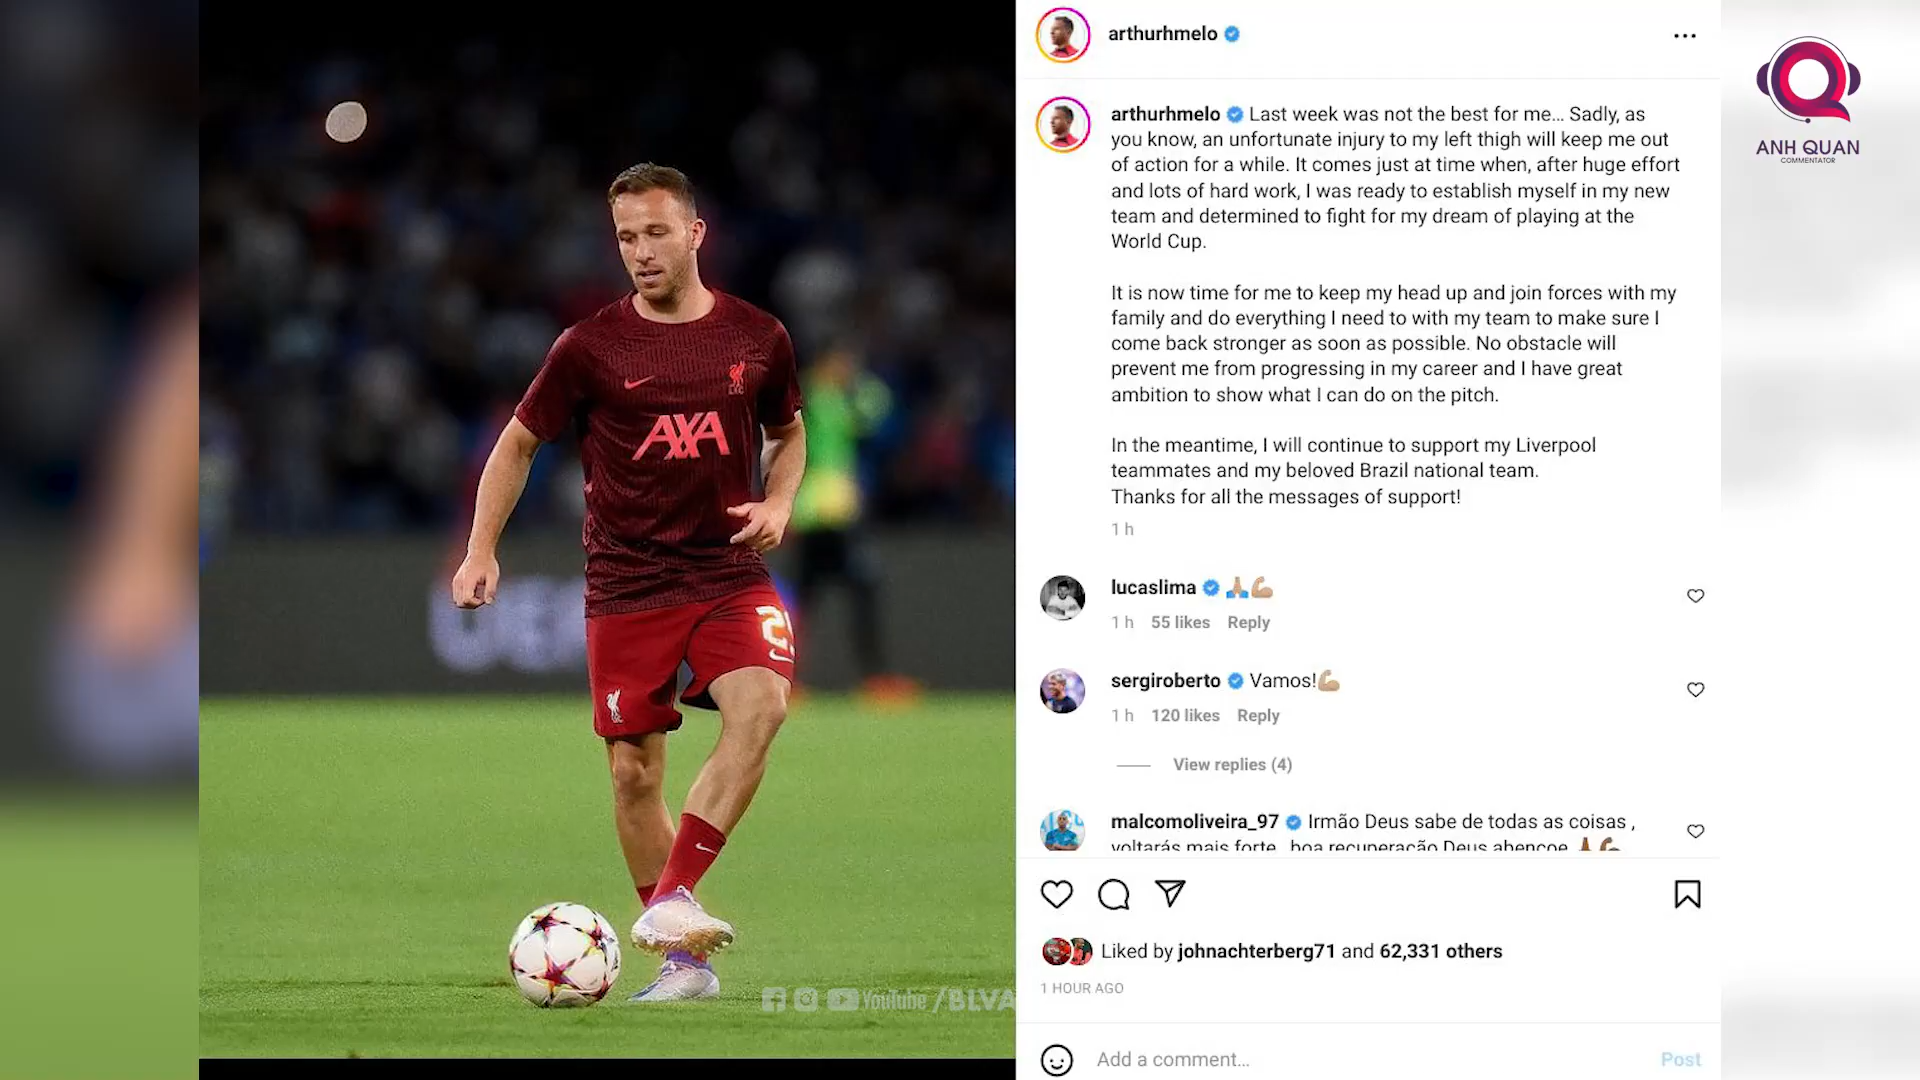 arthurhmelo
arthurhmelo Last week was not the best for me... Sadly, as
you know, an unfortunate injury to my left thigh will keep me out
of action for a while. It comes just at time when, after huge effort
and lots of hard work, I was ready to establish myself in my new
team and determined to fight for my dream of playing at the
World Cup.
It is now time for me to keep my head up and join forces with my
family and do everything I need to with my team to make sure I
come back stronger as soon as possible. No obstacle will
prevent me from progressing in my career and I have great
ambition to show what I can do on the pitch.
In the meantime, I will continue to support my Liverpool
teammates and my beloved Brazil national team.
Thanks for all the messages of support!
1 h
lucaslima 🙏🏼💪🏼
1 h 55 likes Reply
sergiroberto Vamos!💪🏼
1 h 120 likes Reply
View replies (4)
malcomoliveira_97 Irmão Deus sabe de todas as coisas ,
voltarás mais forte , boa recuperação Deus abençoe
Liked by johnachterberg71 and 62,331 others
1 HOUR AGO
Add a comment... Post
ANH QUAN
COMMENTATOR
AXA
YouTube /BLVA